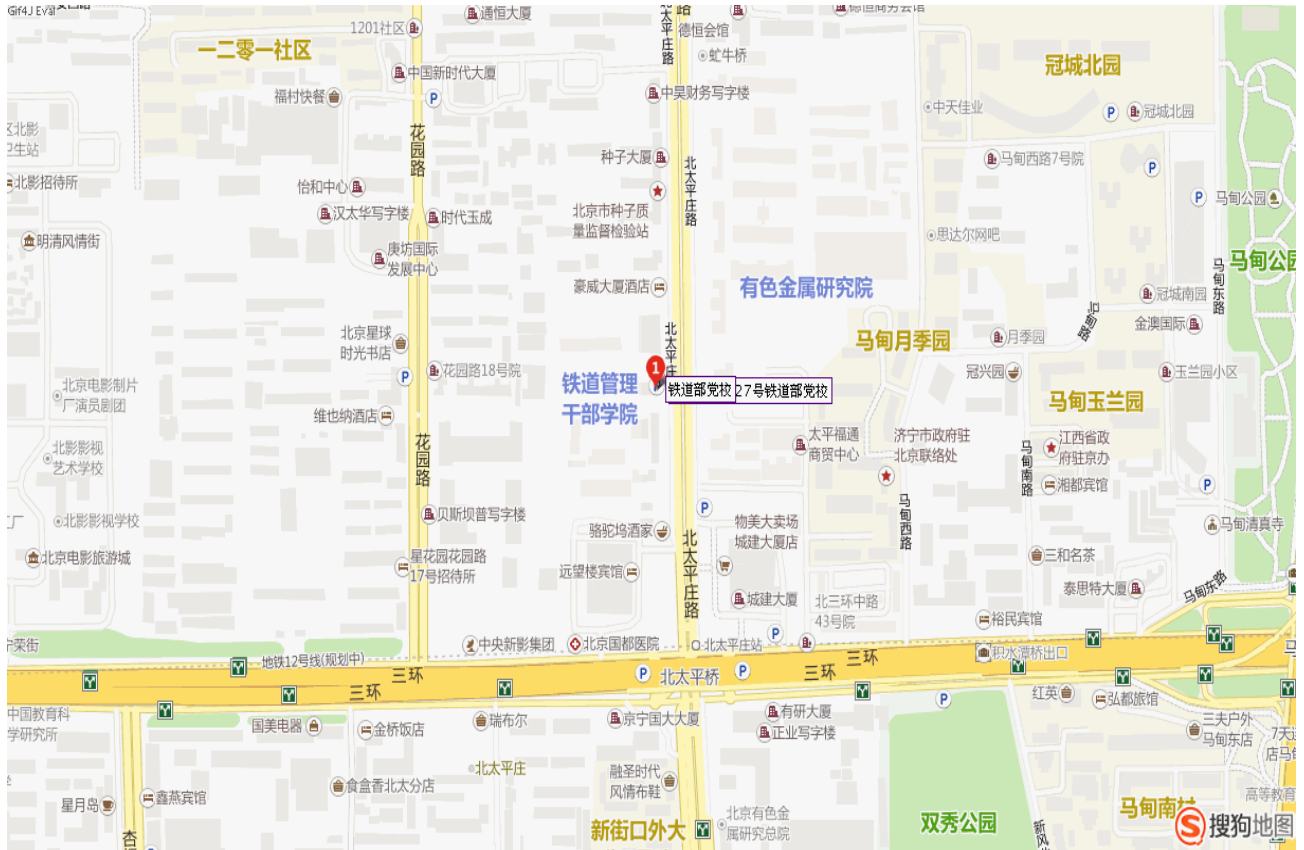 Gif4J Eval
通恒大厦
1201社区
一二零一社区
中国新时代大厦
福村快餐
P
路
北太平庄路
德恒会馆
虻牛桥
中昊财务写字楼
中天佳业
冠城北园
P
冠城北园
马甸西路7号院
P
P
区北影
卫生站
北影招待所
花园路
种子大厦
北京市种子质
量监督检验站
北太平庄路
怡和中心
汉太华写字楼
时代玉成
明清风情街
庚坊国际
发展中心
思达尔网吧
马甸公园
马甸公园
马甸东路
豪威大厦酒店
有色金属研究院
冠城南园
金澳国际
北京星球
时光书店
花园路18号院
P
马甸月季园
月季园
冠兴园
马甸玉兰园
玉兰园小区
北京电影制片
厂演员剧团
维也纳酒店
铁道管理
干部学院
北太平庄
1
铁道部党校
27号铁道部党校
太平福通
商贸中心
济宁市政府驻
北京联络处
马甸南路
江西省政
府驻京办
湘都宾馆
P
北影影视
艺术学校
花园路
北影影视学校
厂
贝斯坝普写字楼
骆驼坞酒家
P
物美大卖场
城建大厦店
马甸西路
马甸清真寺
北京电影旅游城
星花园花园路
17号招待所
远望楼宾馆
北太平庄路
城建大厦
北三环中路
43号院
三和名茶
泰思特大厦
马甸东路
裕民宾馆
中央新影集团
北京国都医院
北太平庄站
P
地铁12号线(规划中)
三环
三环
P
北太平桥
P
三环
三环
积水潭桥出口
马
中国教育科
学研究所
国美电器
金桥饭店
瑞布尔
京宁国大大厦
有研大厦
正业写字楼
P
红英
弘都旅馆
三夫户外
马甸东店
北太平庄
食盒香北太分店
星月岛
鑫燕宾馆
融圣时代
风情布鞋
新街口外大
北京有色金
属研究总院
双秀公园
马甸南村
高等教育
搜狗地图